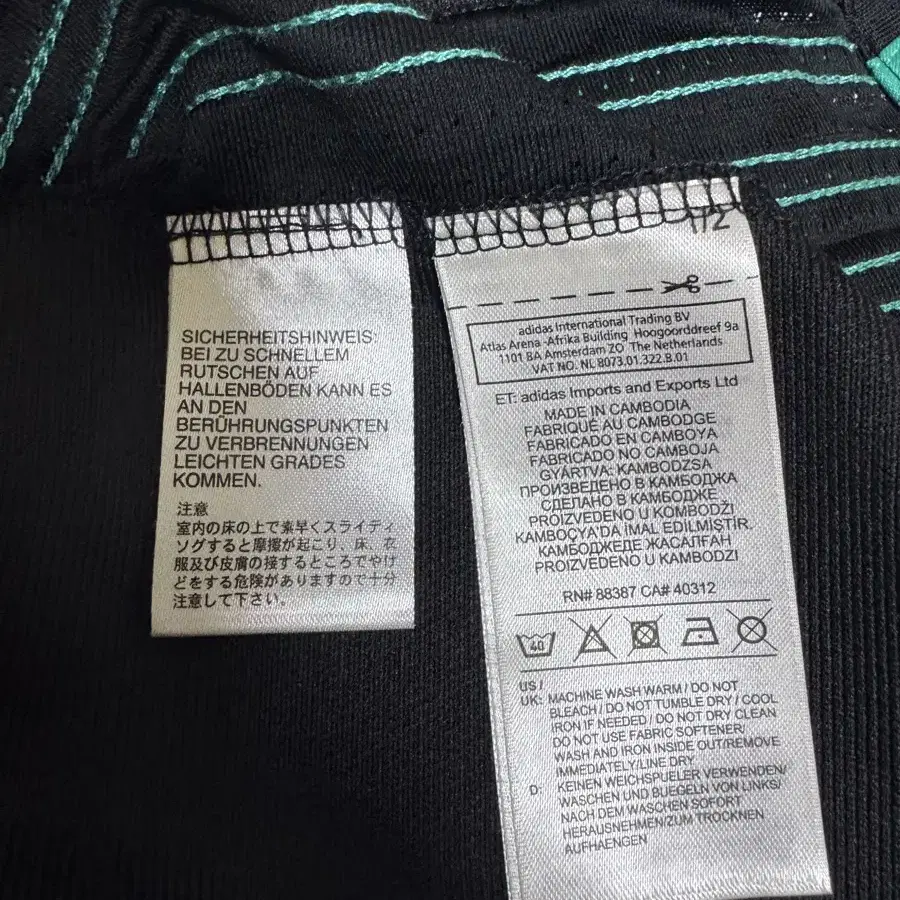 SICHERHEITSHINWEIS:
BEI ZU SCHNELLEM
RUTSCHEN AUF
HALLENBÖDEN KANN ES
AN DEN
BERÜHRUNGSPUNKTEN
ZU VERBRENNUNGEN
LEICHTEN GRADES
KOMMEN.
注意
室内の床の上で素早くスライディ
ングすると摩擦が起こり、床、衣
服及び皮膚の接するところでやけ
どをする危険がありますので十分
注意して下さい。
1/2
adidas International Trading BV
Atlas Arena -Afrika Building Hoogoorddreef 9a
1101 BA Amsterdam ZO The Netherlands
VAT NO. NL 8073.01.322.B.01
ET: adidas Imports and Exports Ltd
MADE IN CAMBODIA
FABRIQUÉ AU CAMBODGE
FABRICADO EN CAMBOYA
FABRICADO NO CAMBOJA
GYÁRTVA: KAMBODZSA
ПРОИЗВЕДЕНО В КАМБОДЖА
СДЕЛАНО В КАМБОДЖЕ
PROIZVEDENO U KOMBODŽI
KAMBOÇYA'DA İMAL EDİLMİŞTİR.
КАМБОДЖЕДЕ ЖАСАЛҒАН
PROIZVEDENO U KAMBODZI
RN# 88387 CA# 40312
40
US /
UK: MACHINE WASH WARM / DO NOT
BLEACH / DO NOT TUMBLE DRY / COOL
IRON IF NEEDED / DO NOT DRY CLEAN
DO NOT USE FABRIC SOFTENER/
WASH AND IRON INSIDE OUT/REMOVE
IMMEDIATELY/LINE DRY
D: KEINEN WEICHSPUELER VERWENDEN/
WASCHEN UND BUEGELN VON LINKS/
NACH DEM WASCHEN SOFORT
HERAUSNEHMEN/ZUM TROCKNEN
AUFHAENGEN